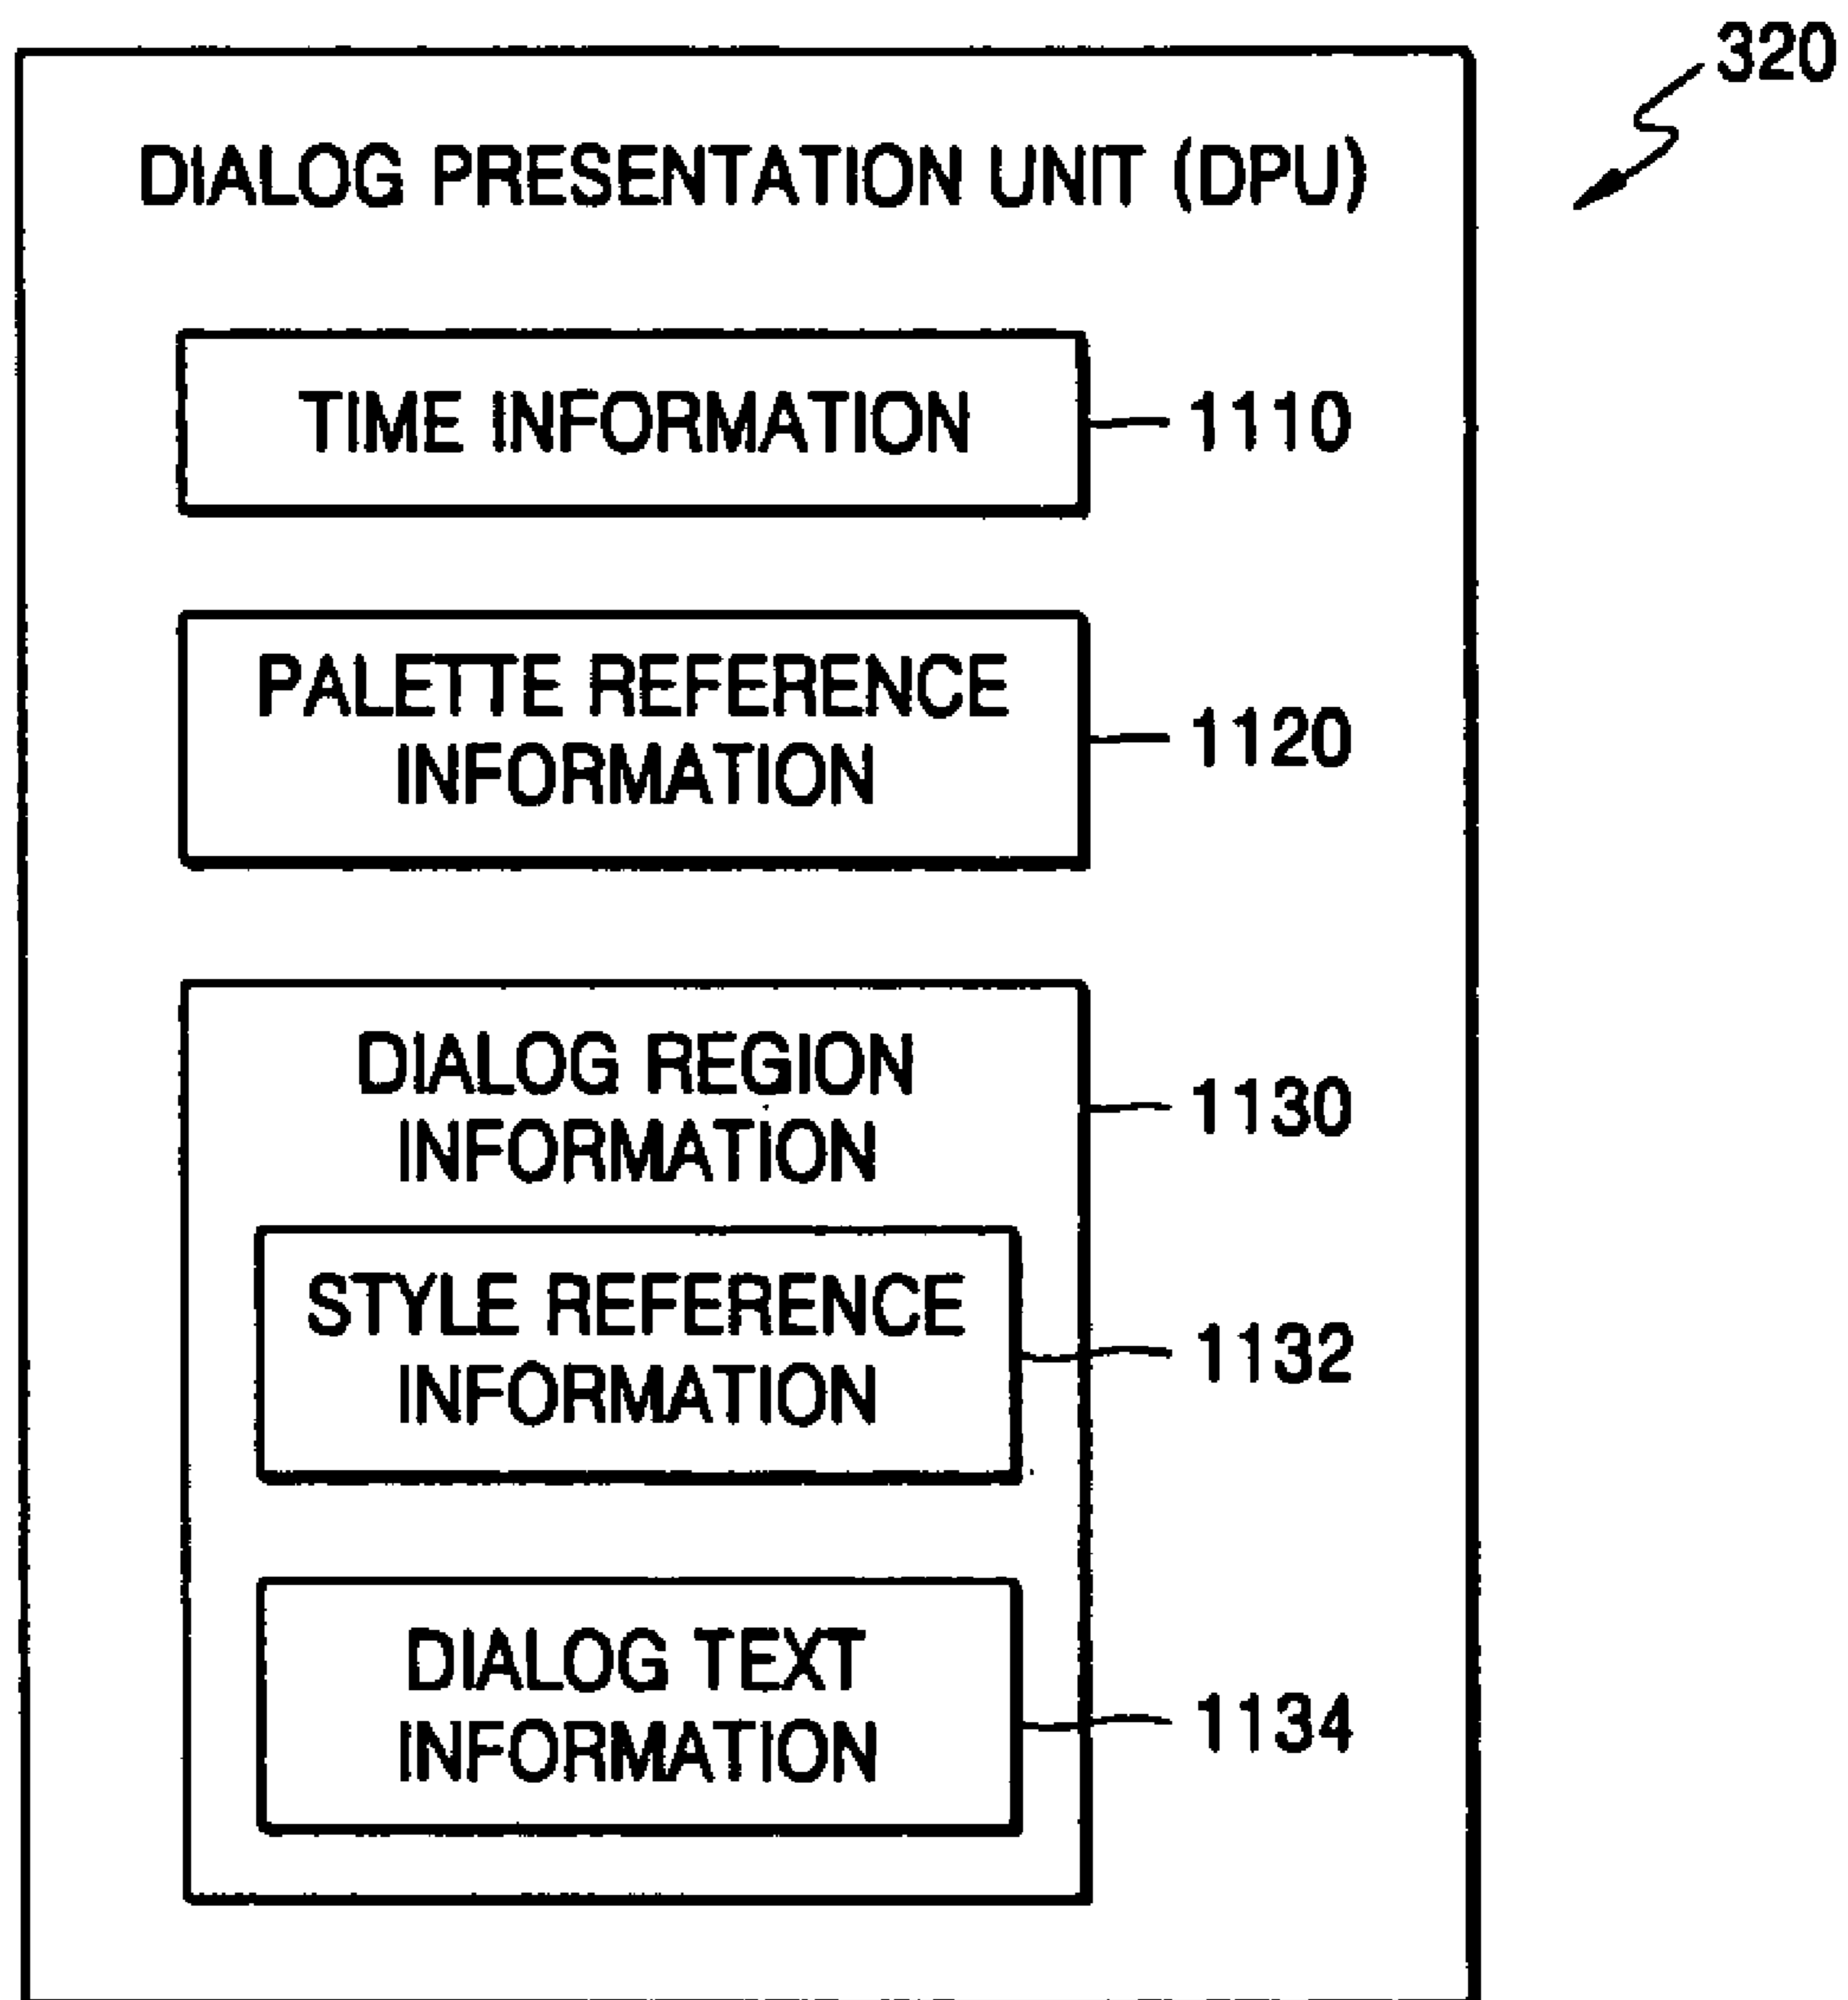 320
DIALOG PRESENTATION UNIT (DPU)
TIME INFORMATION
1110
PALETTE REFERENCE
INFORMATION
1120
DIALOG REGION
INFORMATION
1130
STYLE REFERENCE
INFORMATION
1132
DIALOG TEXT
INFORMATION
1134